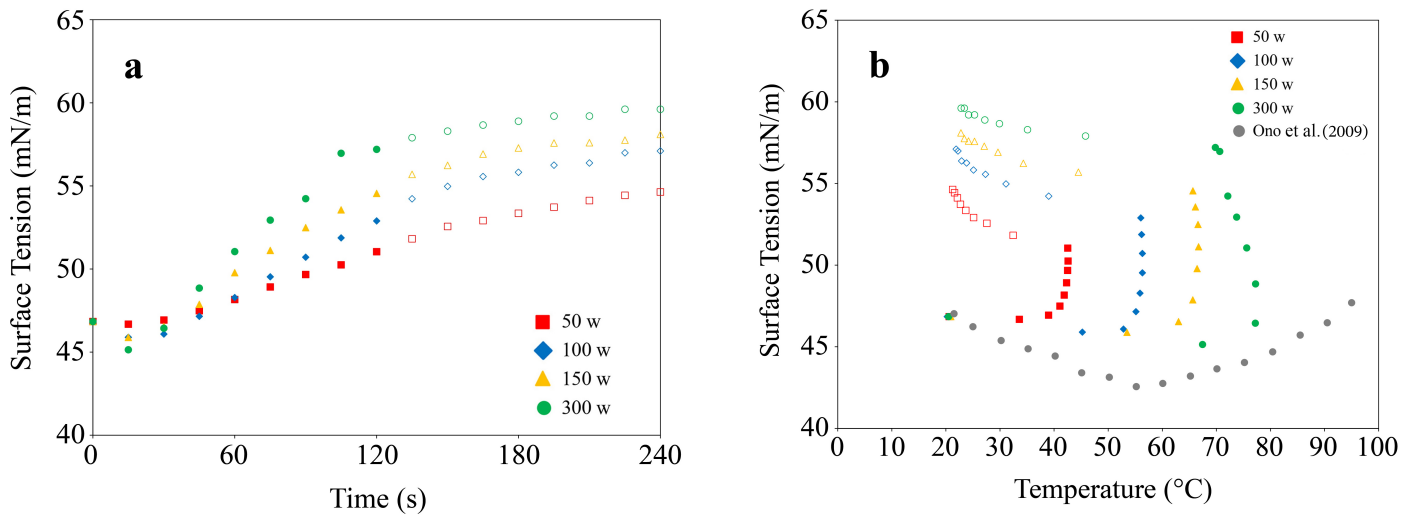 65
60
55
50
45
40
0
60
120
180
240
Surface Tension (mN/m)
Time (s)
a
50 w
100 w
150 w
300 w
65
60
55
50
45
40
0
10
20
30
40
50
60
70
80
90
100
Surface Tension (mN/m)
Temperature (°C)
b
50 w
100 w
150 w
300 w
Ono et al. (2009)